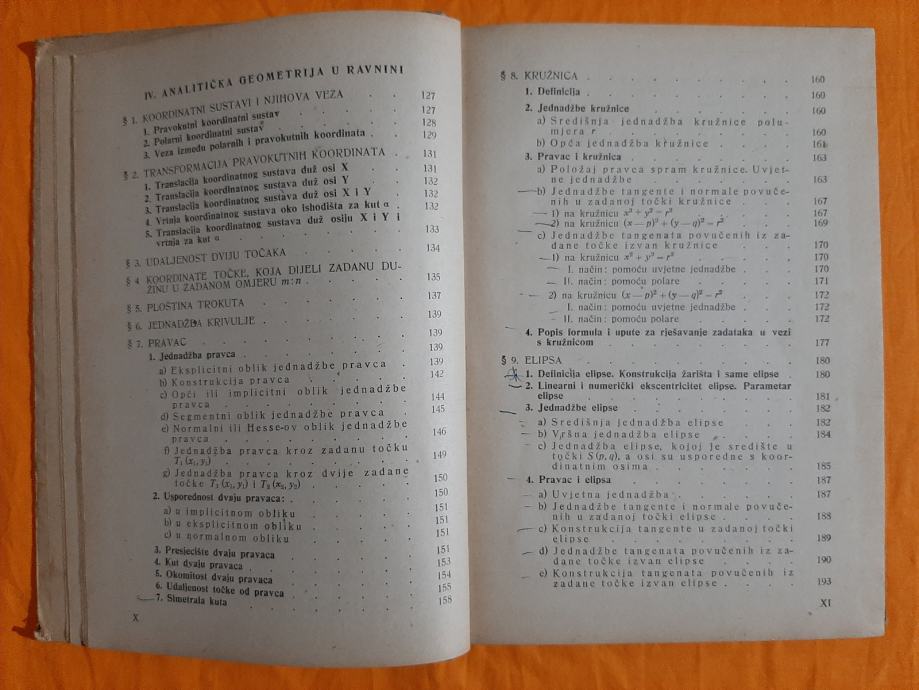 IV. ANALITIČKA GEOMETRIJA U RAVNINI
§ 1. KOORDINATNI SUSTAVI I NJIHOVA VEZA . . 127
1. Pravokutni koordinatni sustav . . . . 127
2. Polarni koordinatni sustav . . . . 128
3. Veza između polarnih i pravokutnih koordinata . . 129
§ 2. TRANSFORMACIJA PRAVOKUTNIH KOORDINATA . 131
1. Translacija koordinatnog sustava duž osi X . . 131
2. Translacija koordinatnog sustava duž osi Y . . 132
3. Translacija koordinatnog sustava duž osi X i Y . . 132
4. Vrtnja koordinatnog sustava oko ishodišta za kut α . 132
5. Translacija koordinatnog sustava duž osiju X i Y i
vrtnja za kut α . . . . 133
§ 3. UDALJENOST DVIJU TOČAKA . . . . 134
§ 4 KOORDINATE TOČKE, KOJA DIJELI ZADANU DU-
ŽINU U ZADANOM OMJERU m:n . . . . 135
§ 5. PLOŠTINA TROKUTA . . . . 137
§ 6. JEDNADŽBA KRIVULJE . . . . 139
§ 7. PRAVAC . . . . 139
1. Jednadžba pravca . . . . 139
a) Eksplicitni oblik jednadžbe pravca . . 139
b) Konstrukcija pravca . . . . 142
c) Opći ili implicitni oblik jednadžbe
pravca . . . . 144
d) Segmentni oblik jednadžbe pravca . . 145
e) Normalni ili Hesse-ov oblik jednadžbe
pravca . . . . 146
f) Jednadžba pravca kroz zadanu točku
T₁ (x₁, y₁) . . . . 149
g) Jednadžba pravca kroz dvije zadane
točke T₁ (x₁, y₁) i T₂ (x₂, y₂) . . . . 150
2. Usporednost dvaju pravaca: . . . . 150
a) u implicitnom obliku . . . . 151
b) u eksplicitnom obliku . . . . 151
c) u normalnom obliku . . . . 151
3. Presjecište dvaju pravaca . . . . 151
4. Kut dvaju pravaca . . . . 153
5. Okomitost dvaju pravaca . . . . 154
6. Udaljenost točke od pravca . . . . 155
7. Simetrala kuta . . . . 158
X
§ 8. KRUŽNICA . . . . 160
1. Definicija . . . . 160
2. Jednadžbe kružnice . . . . 160
a) Središnja jednadžba kružnice polu-
mjera r . . . . 160
b) Opća jednadžba kružnice . . . . 161
3. Pravac i kružnica . . . . 163
a) Položaj pravca spram kružnice. Uvjet-
ne jednadžbe . . . . 163
b) Jednadžbe tangente i normale povuče-
nih u zadanoj točki kružnice . . . . 167
1) na kružnicu x² + y² = r² . . . . 167
2) na kružnicu (x — p)² + (y — q)² = r² . . 169
c) Jednadžbe tangenata povučenih iz za-
dane točke izvan kružnice . . . . 170
1) na kružnicu x² + y² = r² . . . . 170
I. način: pomoću uvjetne jednadžbe . . 170
II. način: pomoću polare . . . . 171
2) na kružnicu (x — p)² + (y — q)² = r² . . 172
I. način: pomoću uvjetne jednadžbe . . 172
II. način: pomoću polare . . . . 172
4. Popis formula i upute za rješavanje zadataka u vezi
s kružnicom . . . . 177
§ 9. ELIPSA . . . . 180
1. Definicija elipse. Konstrukcija žarišta i same elipse . 180
2. Linearni i numerički ekscentricitet elipse. Parametar
elipse . . . . 181
3. Jednadžbe elipse . . . . 182
a) Središnja jednadžba elipse . . . . 182
b) Vršna jednadžba elipse . . . . 184
c) Jednadžba elipse, kojoj je središte u
točki S (p, q), a osi su usporedne s koor-
dinatnim osima . . . . 185
4. Pravac i elipsa . . . . 187
a) Uvjetna jednadžba . . . . 187
b) Jednadžbe tangente i normale povuče-
nih u zadanoj točki elipse . . . . 188
c) Konstrukcija tangente u zadanoj točki
elipse . . . . 189
d) Jednadžbe tangenata povučenih iz za-
dane točke izvan elipse . . . . 190
e) Konstrukcija tangenata povučenih iz
zadane točke izvan elipse . . . . 193
XI